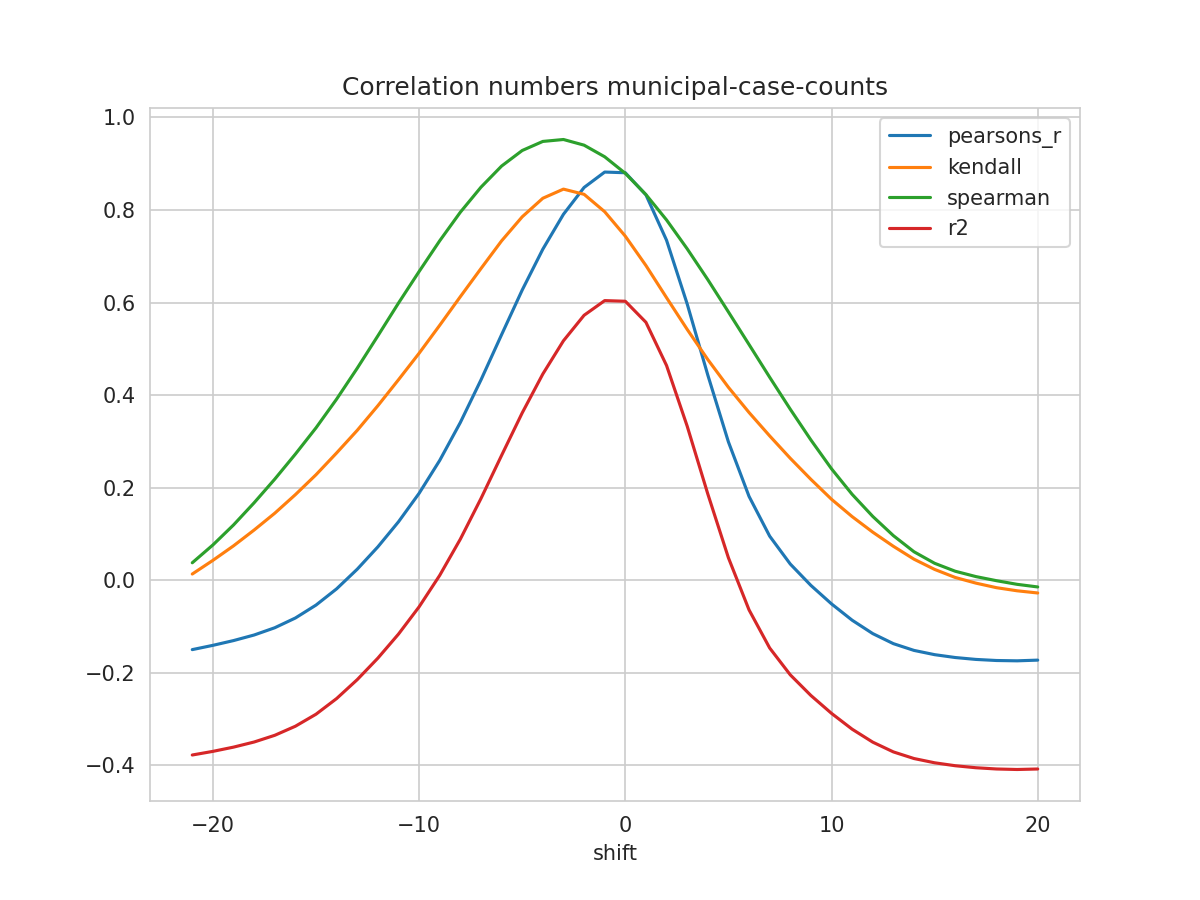 Correlation numbers municipal-case-counts
1.0
0.8
0.6
0.4
0.2
0.0
−0.2
−0.4
−20
−10
0
10
20
shift
pearsons_r
kendall
spearman
r2